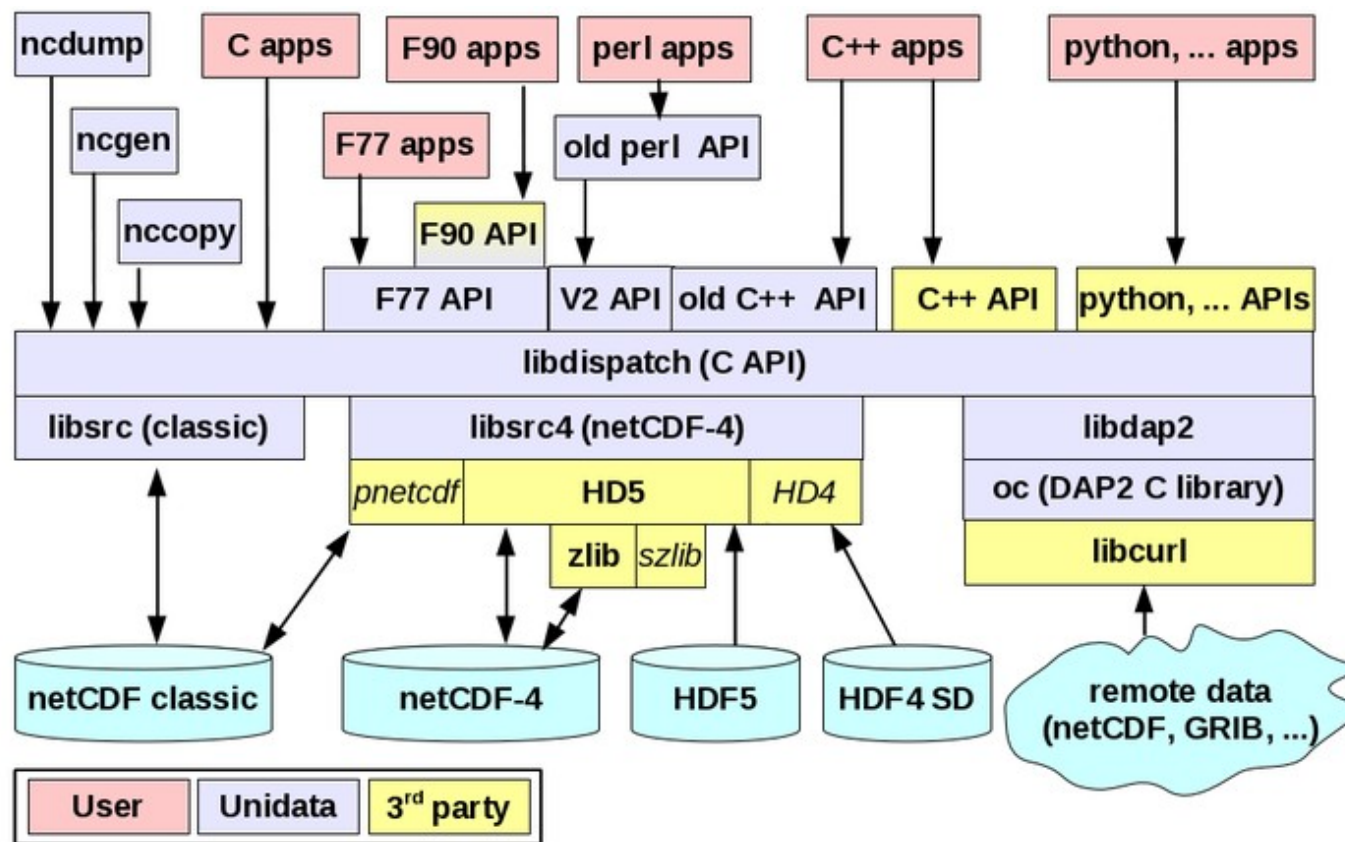 ncdump
C apps
F90 apps
perl apps
C++ apps
python, ... apps
ncgen
F77 apps
old perl API
nccopy
F90 API
F77 API
V2 API
old C++ API
C++ API
python, ... APIs
libdispatch (C API)
libsrc (classic)
libsrc4 (netCDF-4)
libdap2
pnetcdf
HD5
HD4
oc (DAP2 C library)
zlib
szlib
libcurl
netCDF classic
netCDF-4
HDF5
HDF4 SD
remote data
(netCDF, GRIB, ...)
User
Unidata
3rd party